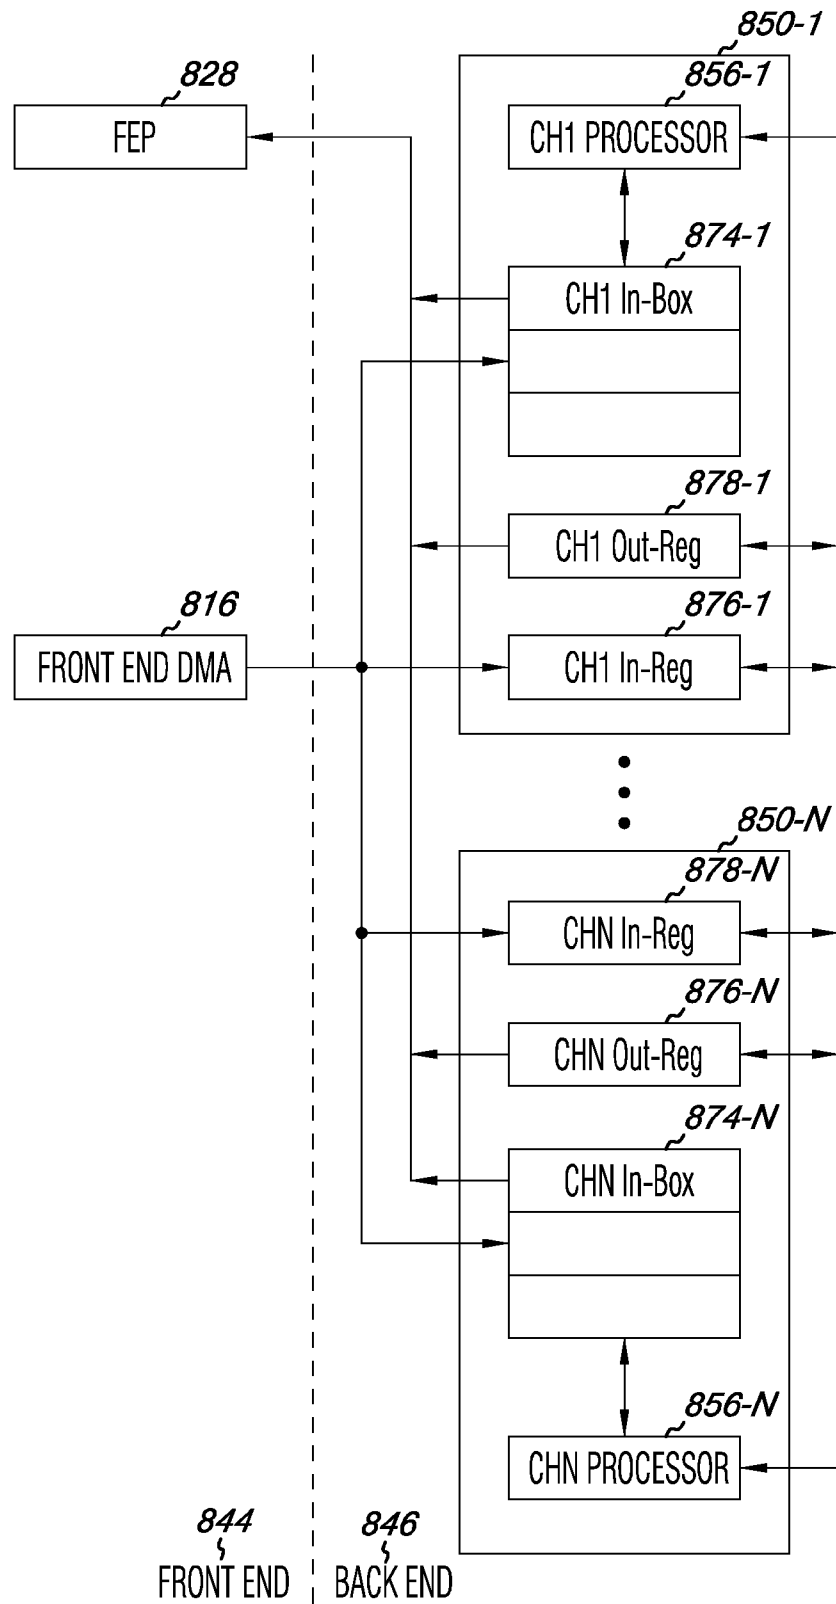 850-1
828
856-1
FEP
CH1 PROCESSOR
874-1
CH1 In-Box
878-1
CH1 Out-Reg
816
876-1
FRONT END DMA
CH1 In-Reg
850-N
878-N
CHN In-Reg
876-N
CHN Out-Reg
874-N
CHN In-Box
856-N
CHN PROCESSOR
844
846
FRONT END
BACK END